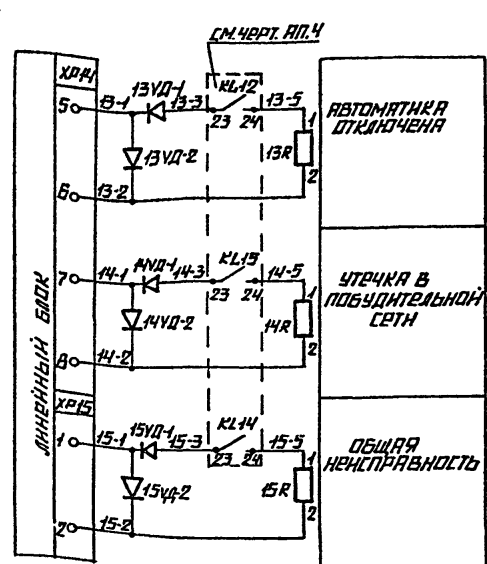 СМ. ЧЕРТ. АП.4
ХР14
13VД-1
KL12
5
13-1
13-3
13-5
23
24
1
АВТОМАТИКА
ОТКЛЮЧЕНА
13VД-2
13R
2
6
13-2
14VД-1
KL15
7
14-1
14-3
14-5
23
24
1
УТЕЧКА В
ПОБУДИТЕЛЬНОЙ
СЕТИ
14VД-2
14R
2
8
14-2
ЛИНЕЙНЫЙ БЛОК
ХР15
15VД-1
KL14
1
15-1
15-3
15-5
23
24
1
ОБЩАЯ
НЕИСПРАВНОСТЬ
15VД-2
15R
2
2
15-2